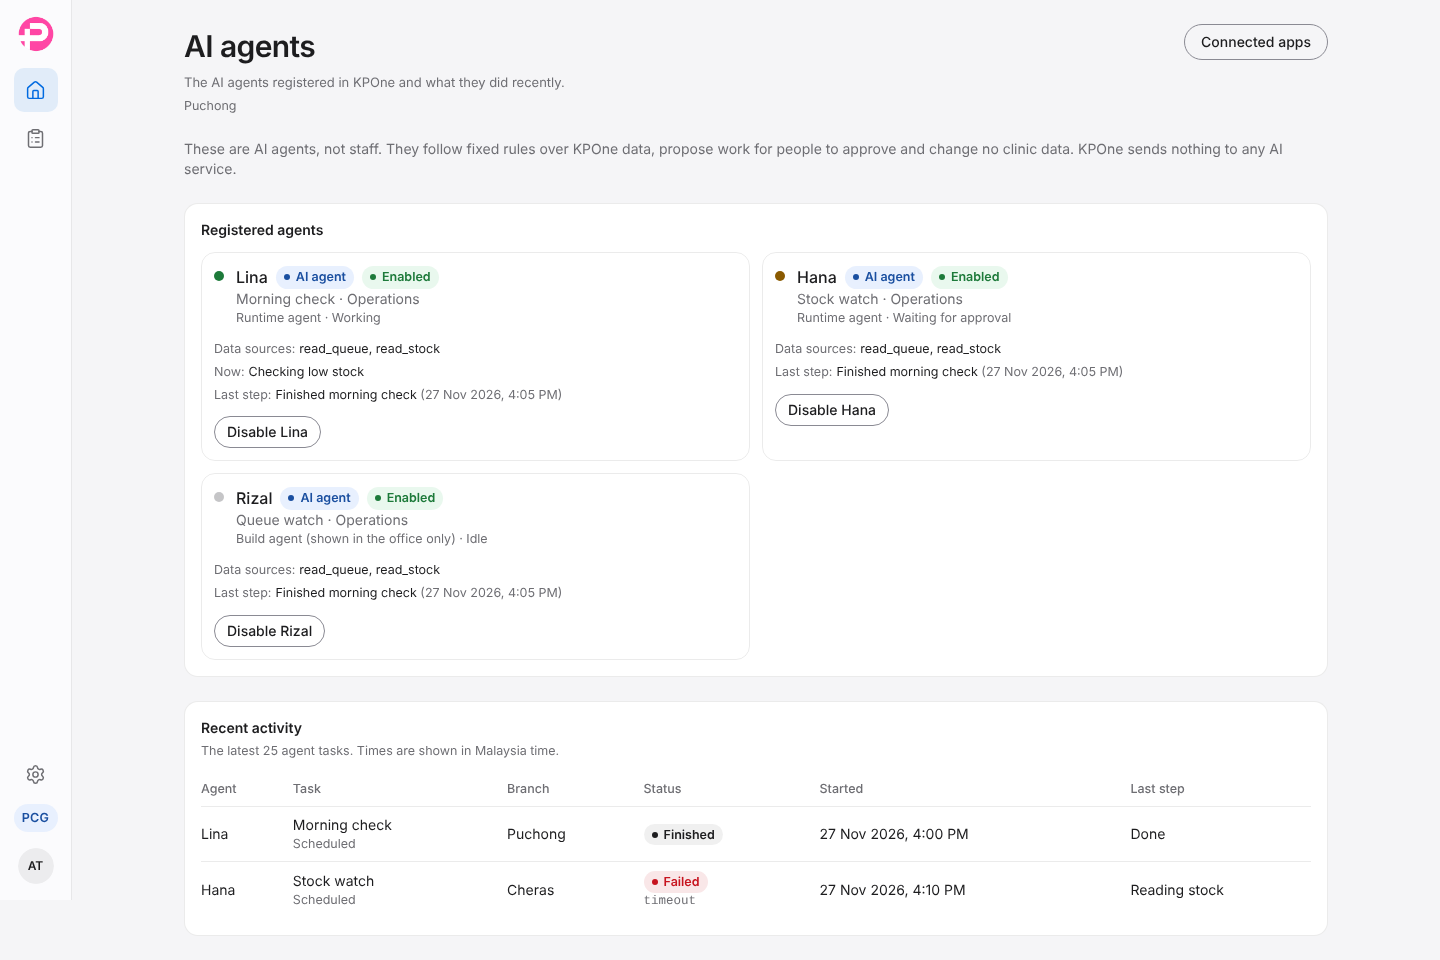 AI agents
Connected apps
The AI agents registered in KPOne and what they did recently.
Puchong
These are AI agents, not staff. They follow fixed rules over KPOne data, propose work for people to approve and change no clinic data. KPOne sends nothing to any AI
service.
Registered agents
Lina AI agent Enabled
Morning check · Operations
Runtime agent · Working
Data sources: read_queue, read_stock
Now: Checking low stock
Last step: Finished morning check (27 Nov 2026, 4:05 PM)
Disable Lina
Hana AI agent Enabled
Stock watch · Operations
Runtime agent · Waiting for approval
Data sources: read_queue, read_stock
Last step: Finished morning check (27 Nov 2026, 4:05 PM)
Disable Hana
Rizal AI agent Enabled
Queue watch · Operations
Build agent (shown in the office only) · Idle
Data sources: read_queue, read_stock
Last step: Finished morning check (27 Nov 2026, 4:05 PM)
Disable Rizal
Recent activity
The latest 25 agent tasks. Times are shown in Malaysia time.
Agent Task Branch Status Started Last step
Lina Morning check Puchong Finished 27 Nov 2026, 4:00 PM Done
Scheduled
Hana Stock watch Cheras Failed 27 Nov 2026, 4:10 PM Reading stock
Scheduled timeout
PCG
AT